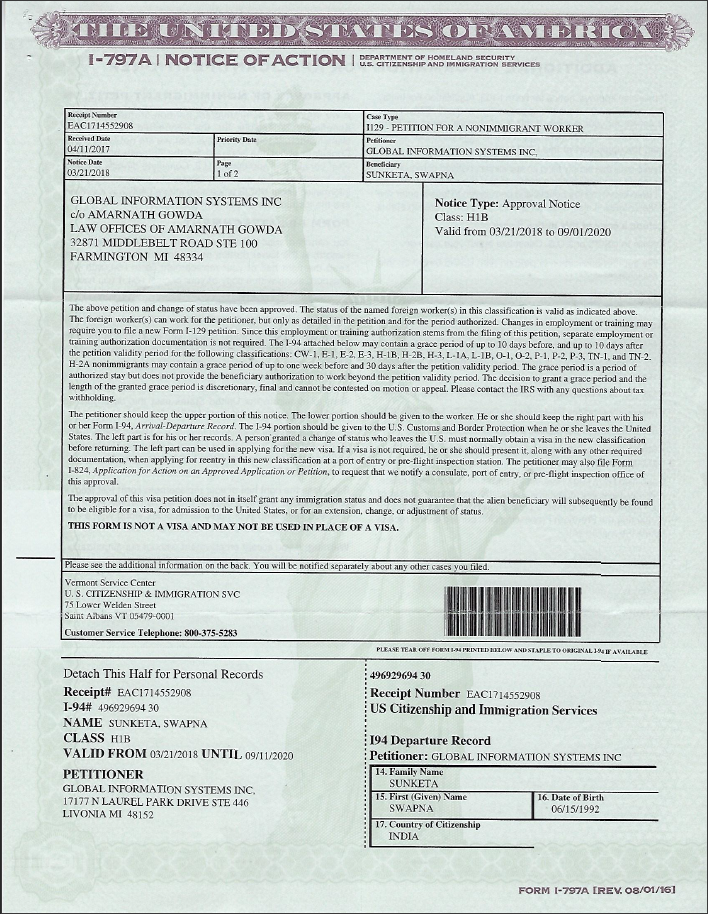 THE UNITED STATES OF AMERICA
I-797A | NOTICE OF ACTION | DEPARTMENT OF HOMELAND SECURITY
U.S. CITIZENSHIP AND IMMIGRATION SERVICES
Receipt Number
EAC1714552908
Case Type
I129 - PETITION FOR A NONIMMIGRANT WORKER
Received Date
04/11/2017
Priority Date
Petitioner
GLOBAL INFORMATION SYSTEMS INC,
Notice Date
03/21/2018
Page
1 of 2
Beneficiary
SUNKETA, SWAPNA
GLOBAL INFORMATION SYSTEMS INC
c/o AMARNATH GOWDA
LAW OFFICES OF AMARNATH GOWDA
32871 MIDDLEBELT ROAD STE 100
FARMINGTON MI 48334
Notice Type: Approval Notice
Class: H1B
Valid from 03/21/2018 to 09/01/2020
The above petition and change of status have been approved. The status of the named foreign worker(s) in this classification is valid as indicated above.
The foreign worker(s) can work for the petitioner, but only as detailed in the petition and for the period authorized. Changes in employment or training may
require you to file a new Form I-129 petition. Since this employment or training authorization stems from the filing of this petition, separate employment or
training authorization documentation is not required. The I-94 attached below may contain a grace period of up to 10 days before, and up to 10 days after
the petition validity period for the following classifications: CW-1, E-1, E-2, E-3, H-1B, H-2B, H-3, L-1A, L-1B, O-1, O-2, P-1, P-2, P-3, TN-1, and TN-2.
H-2A nonimmigrants may contain a grace period of up to one week before and 30 days after the petition validity period. The grace period is a period of
authorized stay but does not provide the beneficiary authorization to work beyond the petition validity period. The decision to grant a grace period and the
length of the granted grace period is discretionary, final and cannot be contested on motion or appeal. Please contact the IRS with any questions about tax
withholding.
The petitioner should keep the upper portion of this notice. The lower portion should be given to the worker. He or she should keep the right part with his
or her Form I-94, Arrival-Departure Record. The I-94 portion should be given to the U.S. Customs and Border Protection when he or she leaves the United
States. The left part is for his or her records. A person granted a change of status who leaves the U.S. must normally obtain a visa in the new classification
before returning. The left part can be used in applying for the new visa. If a visa is not required, he or she should present it, along with any other required
documentation, when applying for reentry in this new classification at a port of entry or pre-flight inspection station. The petitioner may also file Form
I-824, Application for Action on an Approved Application or Petition, to request that we notify a consulate, port of entry, or pre-flight inspection office of
this approval.
The approval of this visa petition does not in itself grant any immigration status and does not guarantee that the alien beneficiary will subsequently be found
to be eligible for a visa, for admission to the United States, or for an extension, change, or adjustment of status.
THIS FORM IS NOT A VISA AND MAY NOT BE USED IN PLACE OF A VISA.
Please see the additional information on the back. You will be notified separately about any other cases you filed.
Vermont Service Center
U. S. CITIZENSHIP & IMMIGRATION SVC
75 Lower Welden Street
Saint Albans VT 05479-0001
Customer Service Telephone: 800-375-5283
PLEASE TEAR OFF FORM I-94 PRINTED BELOW AND STAPLE TO ORIGINAL I-94 IF AVAILABLE
Detach This Half for Personal Records
Receipt# EAC1714552908
I-94# 496929694 30
NAME SUNKETA, SWAPNA
CLASS H1B
VALID FROM 03/21/2018 UNTIL 09/11/2020
PETITIONER
GLOBAL INFORMATION SYSTEMS INC,
17177 N LAUREL PARK DRIVE STE 446
LIVONIA MI 48152
496929694 30
Receipt Number EAC1714552908
US Citizenship and Immigration Services
I94 Departure Record
Petitioner: GLOBAL INFORMATION SYSTEMS INC
14. Family Name
SUNKETA
15. First (Given) Name
SWAPNA
16. Date of Birth
06/15/1992
17. Country of Citizenship
INDIA
FORM I-797A [REV. 08/01/16]